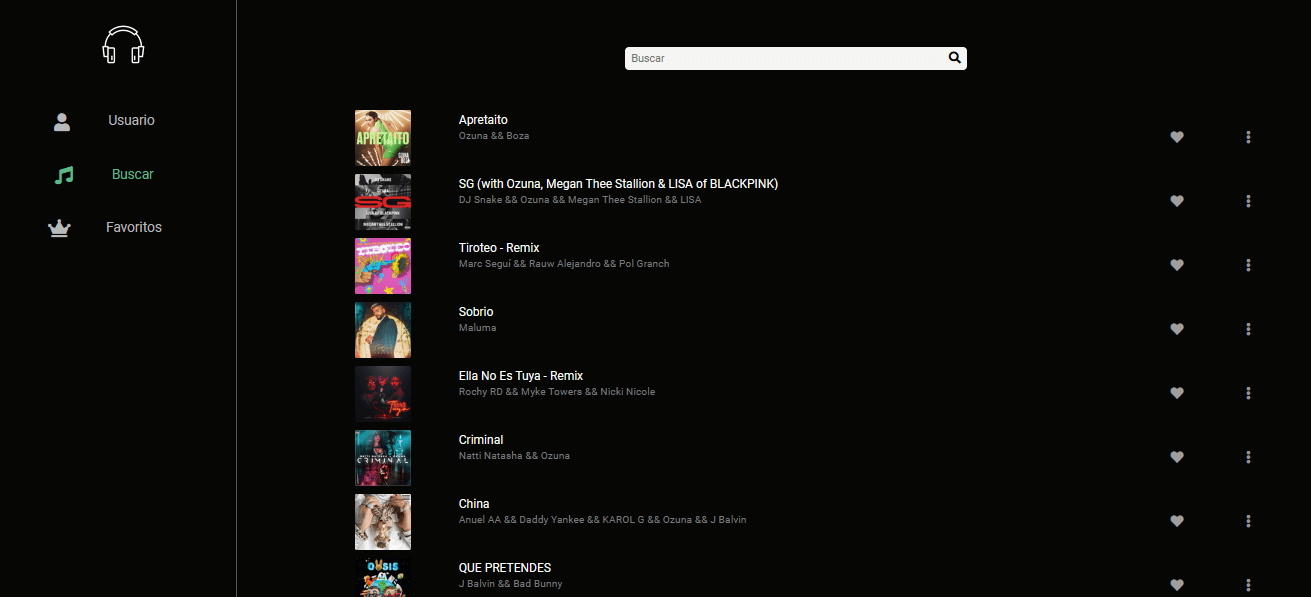 Buscar
Usuario
Buscar
Favoritos
APRETAITO
Apretaito
Ozuna && Boza
SG
SG (with Ozuna, Megan Thee Stallion & LISA of BLACKPINK)
DJ Snake && Ozuna && Megan Thee Stallion && LISA
Tiroteo - Remix
Marc Seguí && Rauw Alejandro && Pol Granch
Sobrio
Maluma
Ella No Es Tuya - Remix
Rochy RD && Myke Towers && Nicki Nicole
CRIMINAL
Criminal
Natti Natasha && Ozuna
China
Anuel AA && Daddy Yankee && KAROL G && Ozuna && J Balvin
OASIS
QUE PRETENDES
J Balvin && Bad Bunny